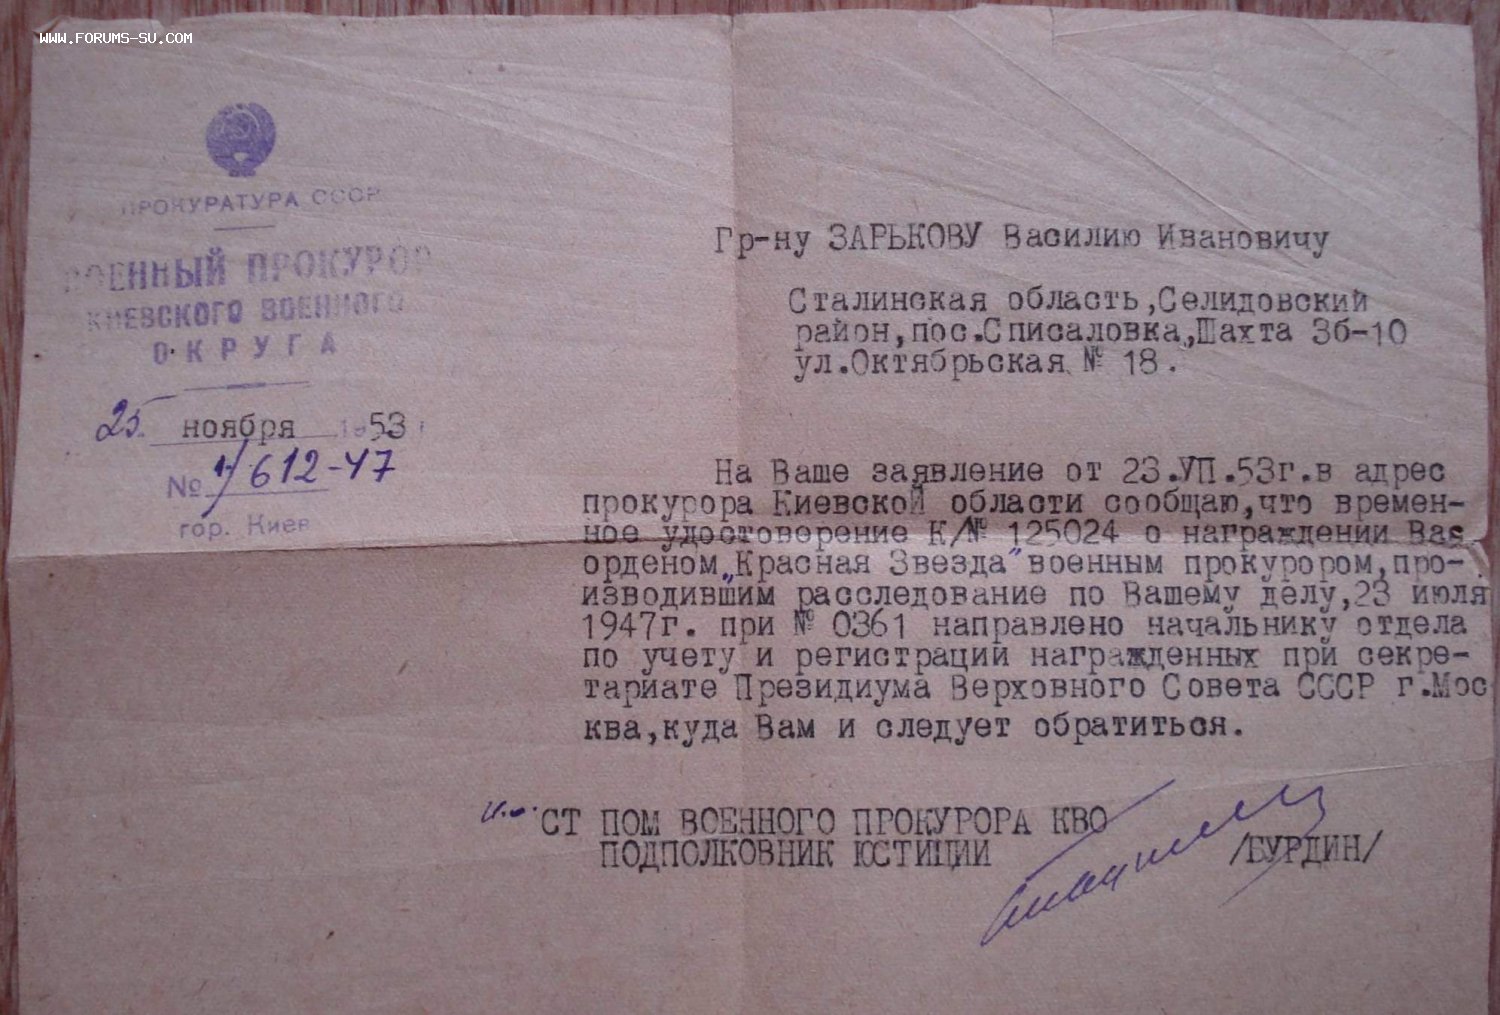 WWW.FORUMS-SU.COM
ПРОКУРАТУРА СССР
ВОЕННЫЙ ПРОКУРОР
КИЕВСКОГО ВОЕННОГО
ОКРУГА
25 ноября 1953 г
№ 1/612-47
гор. Киев
Гр-ну ЗАРЬКОВУ Василию Ивановичу
Сталинская область,Селидовский
район,пос.Списаловка,Шахта 3б-10
ул.Октябрьская № 18.
На Ваше заявление от 23.УП.53г.в адрес
прокурора Киевской области сообщаю,что времен-
ное удостоверение К/№ 125024 о награждении Вас
орденом„Красная Звезда"военным прокурором,про-
изводившим расследование по Вашему делу,23 июля
1947г. при № 0361 направлено начальнику отдела
по учету и регистраций награжденных при секре-
тариате Президиума Верховного Совета СССР г.Мос
ква,куда Вам и следует обратиться.
СТ ПОМ ВОЕННОГО ПРОКУРОРА КВО
ПОДПОЛКОВНИК ЮСТИЦИИ /БУРДИН/